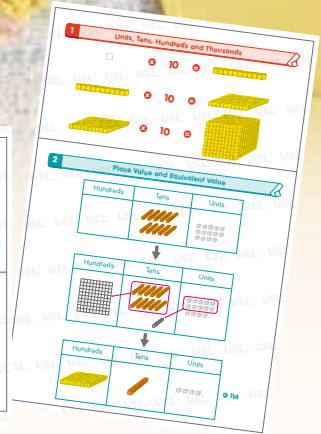 1 Units, Tens, Hundreds and Thousands
× 10 =
× 10 =
× 10 =
2 Place Value and Equivalent Value
Hundreds Tens Units
Hundreds Tens Units
Hundreds Tens Units
= 114
USL